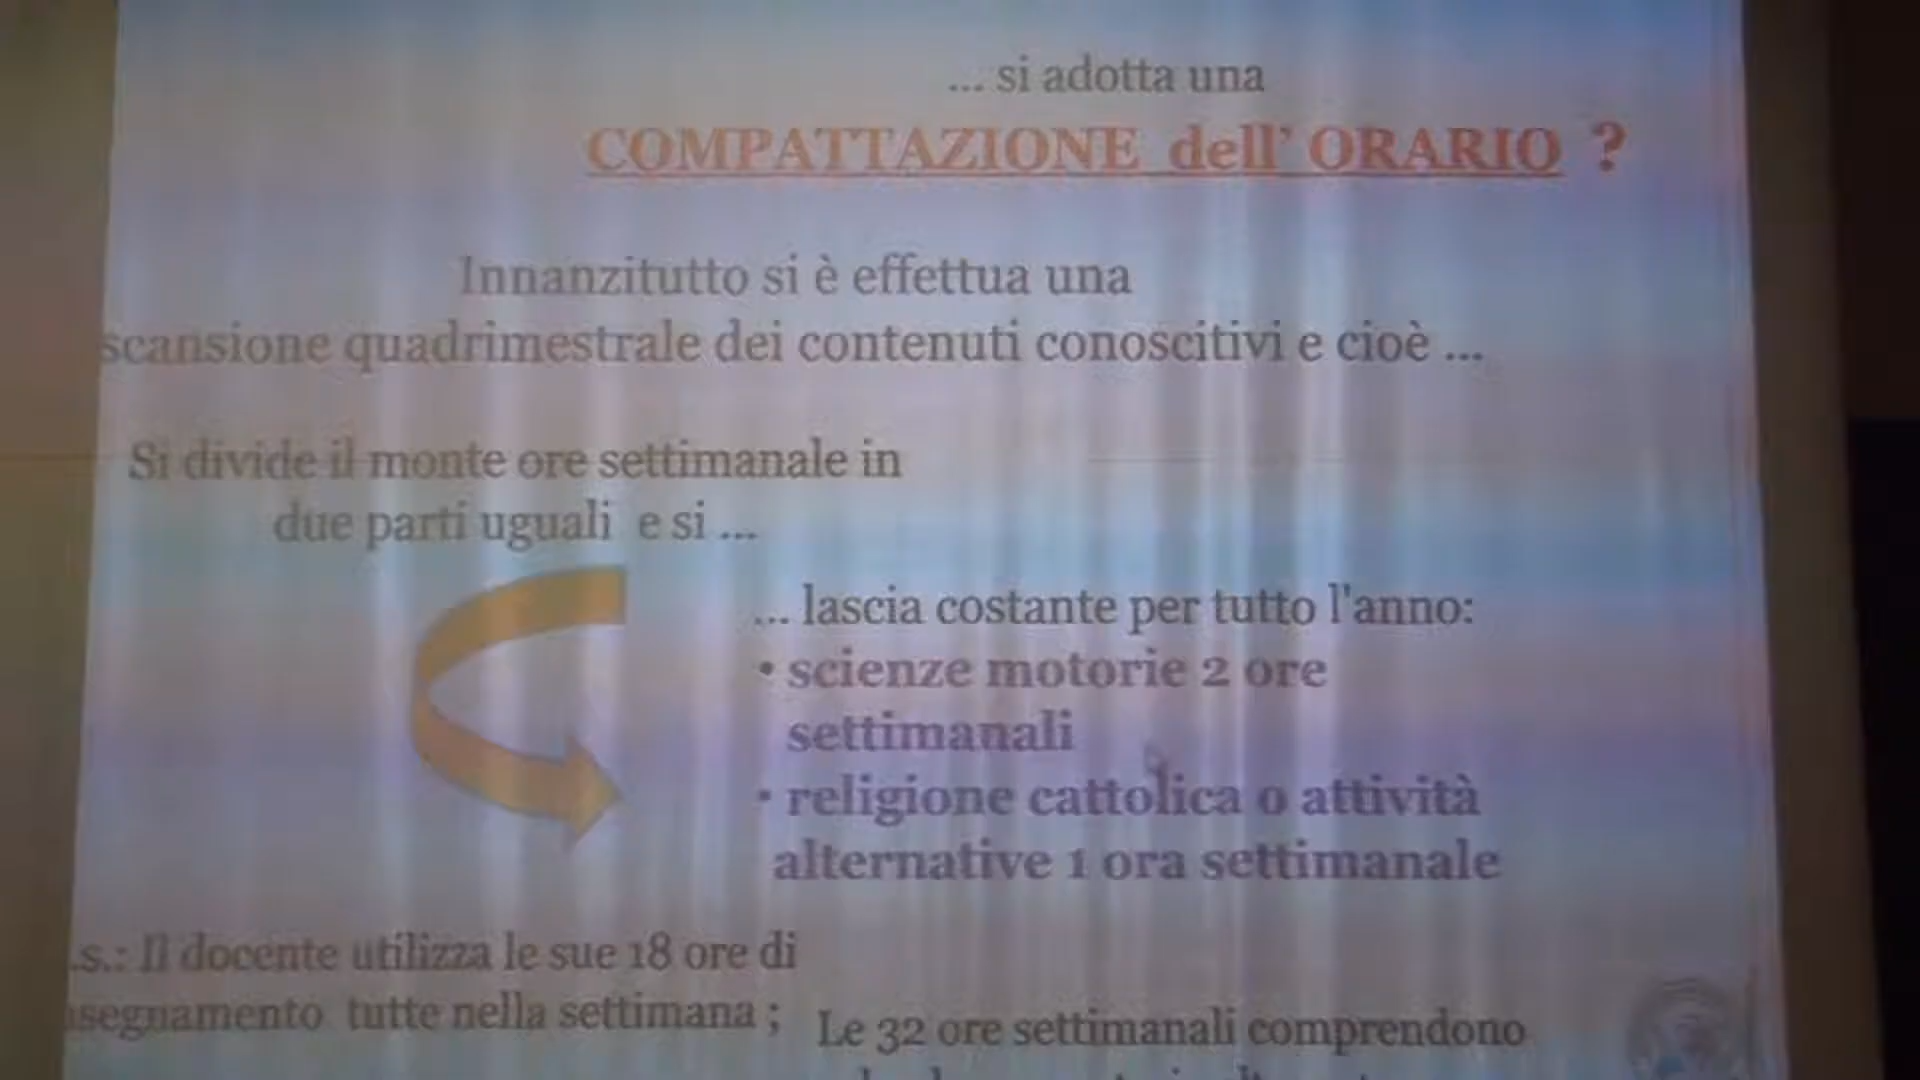 ... si adotta una
COMPATTAZIONE dell' ORARIO ?
Innanzitutto si è effettua una
scansione quadrimestrale dei contenuti conoscitivi e cioè ...
Si divide il monte ore settimanale in
due parti uguali e si ...
... lascia costante per tutto l'anno:
• scienze motorie 2 ore
settimanali
• religione cattolica o attività
alternative 1 ora settimanale
.s.: Il docente utilizza le sue 18 ore di
segnamento tutte nella settimana ;
Le 32 ore settimanali comprendono